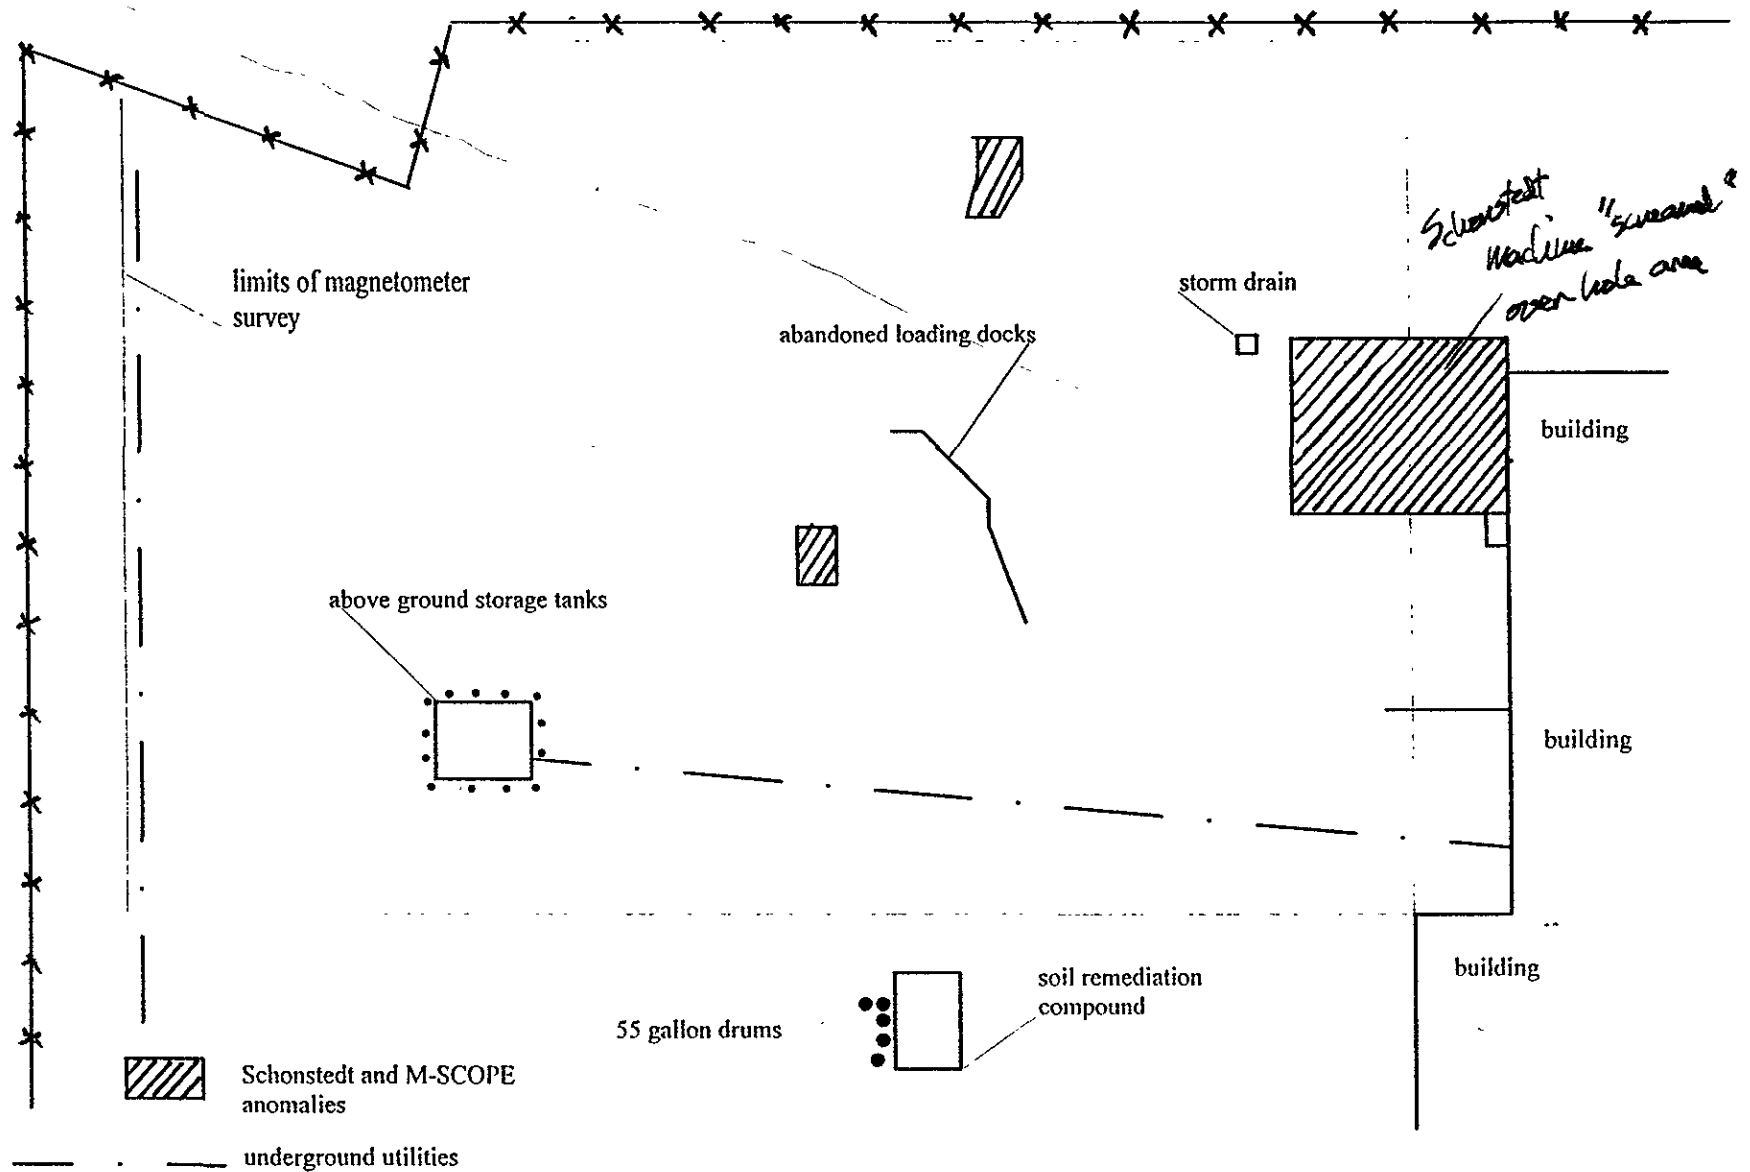 Schonstedt
machine "screamed"
over hole area
limits of magnetometer
survey
storm drain
abandoned loading docks
building
above ground storage tanks
building
building
soil remediation
compound
55 gallon drums
Schonstedt and M-SCOPE
anomalies
underground utilities